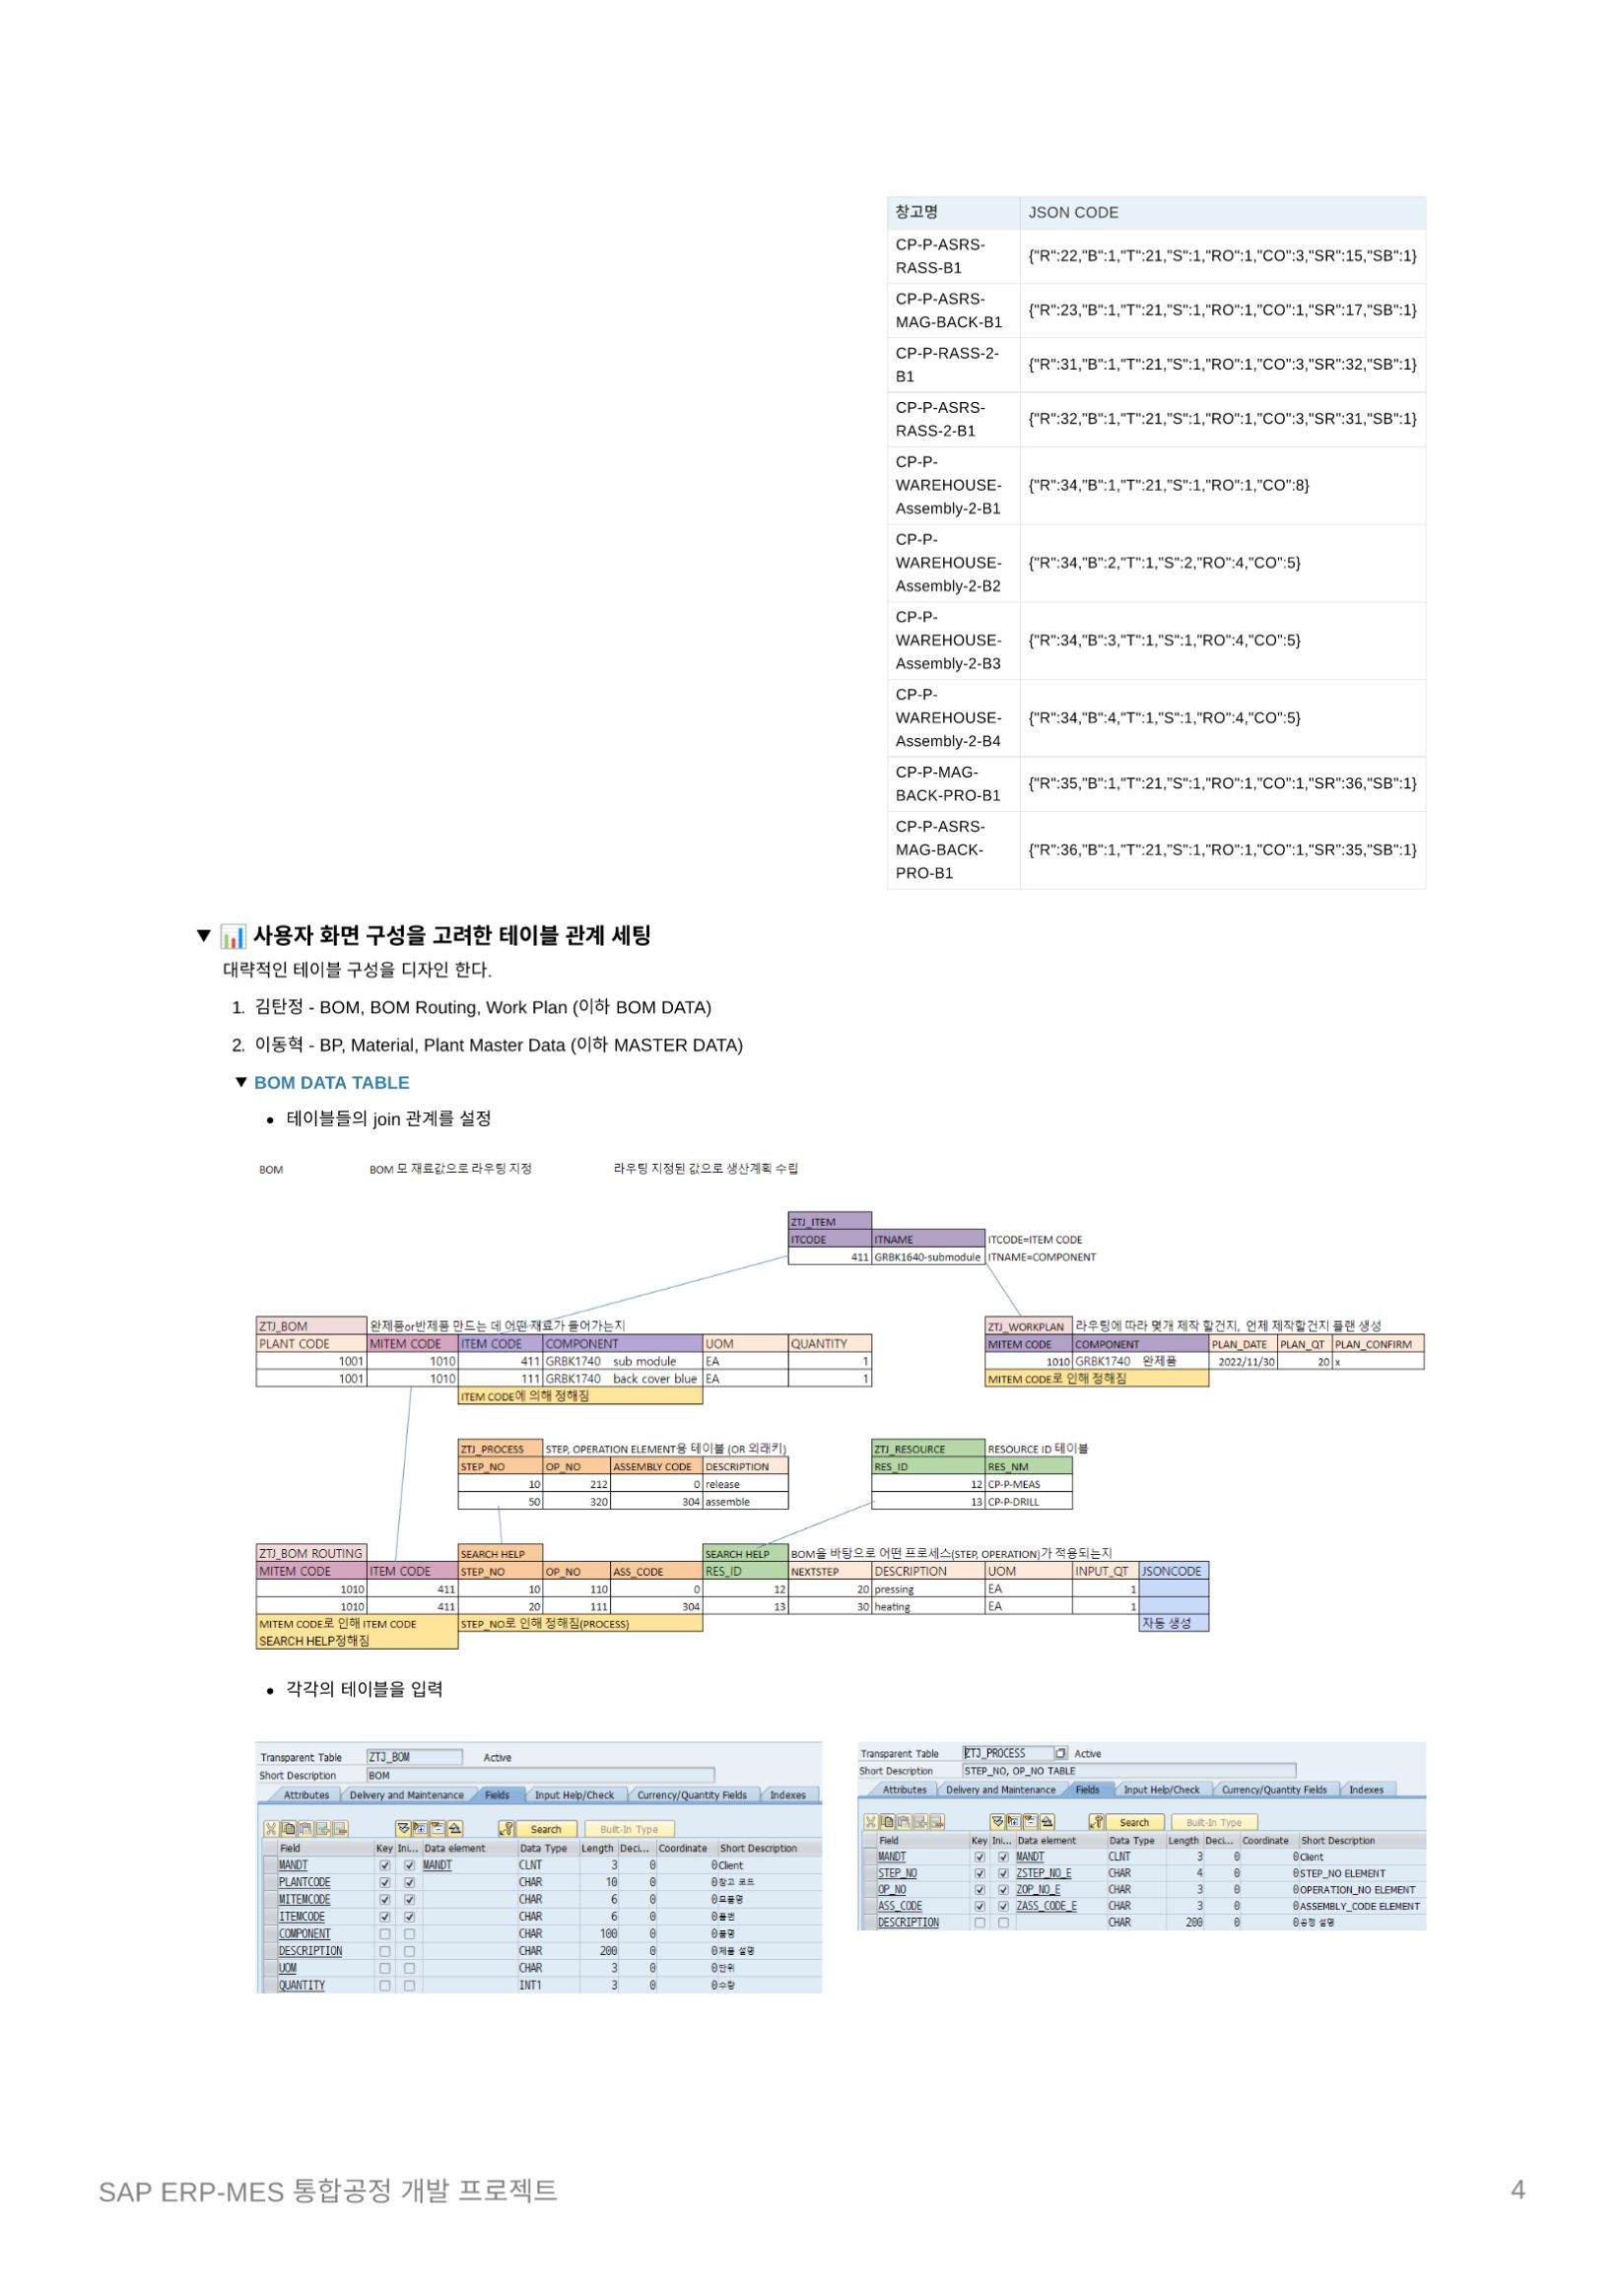 창고명 JSON CODE
CP-P-ASRS-
RASS-B1 {"R":22,"B":1,"T":21,"S":1,"RO":1,"CO":3,"SR":15,"SB":1}
CP-P-ASRS-
MAG-BACK-B1 {"R":23,"B":1,"T":21,"S":1,"RO":1,"CO":1,"SR":17,"SB":1}
CP-P-RASS-2-
B1 {"R":31,"B":1,"T":21,"S":1,"RO":1,"CO":3,"SR":32,"SB":1}
CP-P-ASRS-
RASS-2-B1 {"R":32,"B":1,"T":21,"S":1,"RO":1,"CO":3,"SR":31,"SB":1}
CP-P-
WAREHOUSE- {"R":34,"B":1,"T":21,"S":1,"RO":1,"CO":8}
Assembly-2-B1
CP-P-
WAREHOUSE- {"R":34,"B":2,"T":1,"S":2,"RO":4,"CO":5}
Assembly-2-B2
CP-P-
WAREHOUSE- {"R":34,"B":3,"T":1,"S":1,"RO":4,"CO":5}
Assembly-2-B3
CP-P-
WAREHOUSE- {"R":34,"B":4,"T":1,"S":1,"RO":4,"CO":5}
Assembly-2-B4
CP-P-MAG-
BACK-PRO-B1 {"R":35,"B":1,"T":21,"S":1,"RO":1,"CO":1,"SR":36,"SB":1}
CP-P-ASRS-
MAG-BACK- {"R":36,"B":1,"T":21,"S":1,"RO":1,"CO":1,"SR":35,"SB":1}
PRO-B1
사용자 화면 구성을 고려한 테이블 관계 세팅
대략적인 테이블 구성을 디자인 한다.
1. 김탄정 - BOM, BOM Routing, Work Plan (이하 BOM DATA)
2. 이동혁 - BP, Material, Plant Master Data (이하 MASTER DATA)
BOM DATA TABLE
• 테이블들의 join 관계를 설정
BOM BOM 모 재료값으로 라우팅 지정 라우팅 지정된 값으로 생산계획 수립
ZTJ_ITEM
ITCODE ITNAME ITCODE=ITEM CODE
411 GRBK1640-submodule ITNAME=COMPONENT
ZTJ_BOM 완제품or반제품 만드는 데 어떤 재료가 들어가는지
PLANT CODE MITEM CODE ITEM CODE COMPONENT UOM QUANTITY
1001 1010 411 GRBK1740 sub module EA 1
1001 1010 111 GRBK1740 back cover blue EA 1
ITEM CODE에 의해 정해짐
ZTJ_WORKPLAN 라우팅에 따라 몇개 제작 할건지, 언제 제작할건지 플랜 생성
MITEM CODE COMPONENT PLAN_DATE PLAN_QT PLAN_CONFIRM
1010 GRBK1740 완제품 2022/11/30 20 x
MITEM CODE로 인해 정해짐
ZTJ_PROCESS STEP, OPERATION ELEMENT용 테이블 (OR 외래키)
STEP_NO OP_NO ASSEMBLY CODE DESCRIPTION
10 212 0 release
50 320 304 assemble
ZTJ_RESOURCE RESOURCE ID 테이블
RES_ID RES_NM
12 CP-P-MEAS
13 CP-P-DRILL
ZTJ_BOM ROUTING SEARCH HELP SEARCH HELP BOM을 바탕으로 어떤 프로세스(STEP, OPERATION)가 적용되는지
MITEM CODE ITEM CODE STEP_NO OP_NO ASS_CODE RES_ID NEXTSTEP DESCRIPTION UOM INPUT_QT JSONCODE
1010 411 10 110 0 12 20 pressing EA 1
1010 411 20 111 304 13 30 heating EA 1
MITEM CODE로 인해 ITEM CODE STEP_NO로 인해 정해짐(PROCESS) 자동 생성
SEARCH HELP정해짐
• 각각의 테이블을 입력
Transparent Table ZTJ_BOM Active
Short Description BOM
Attributes Delivery and Maintenance Fields Input Help/Check Currency/Quantity Fields Indexes
Search Built-In Type
Field Key Ini... Data element Data Type Length Deci... Coordinate Short Description
MANDT MANDT CLNT 3 0 0 Client
PLANTCODE CHAR 10 0 0 창고 코드
MITEMCODE CHAR 6 0 0 모품명
ITEMCODE CHAR 6 0 0 품번
COMPONENT CHAR 100 0 0 품명
DESCRIPTION CHAR 200 0 0 제품 설명
UOM CHAR 3 0 0 단위
QUANTITY INT1 3 0 0 수량
Transparent Table ZTJ_PROCESS Active
Short Description STEP_NO, OP_NO TABLE
Attributes Delivery and Maintenance Fields Input Help/Check Currency/Quantity Fields Indexes
Search Built-In Type
Field Key Ini... Data element Data Type Length Deci... Coordinate Short Description
MANDT MANDT CLNT 3 0 0 Client
STEP_NO ZSTEP_NO_E CHAR 4 0 0 STEP_NO ELEMENT
OP_NO ZOP_NO_E CHAR 3 0 0 OPERATION_NO ELEMENT
ASS_CODE ZASS_CODE_E CHAR 3 0 0 ASSEMBLY_CODE ELEMENT
DESCRIPTION CHAR 200 0 0 공정 설명
SAP ERP-MES 통합공정 개발 프로젝트 4